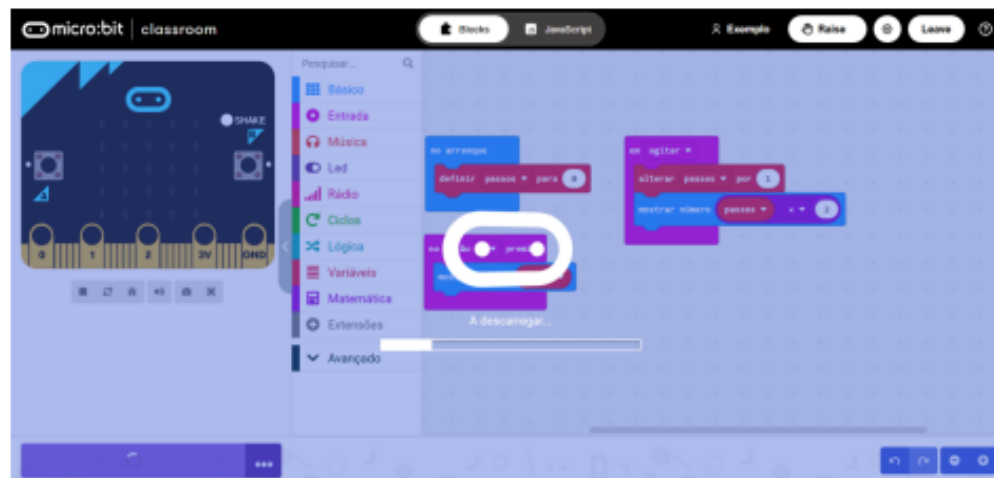 micro:bit | classroom
Blocks
JavaScript
Exemplo
Raise
Leave
SHAKE
B
A
0 1 2 3V GND
Pesquisar...
Básico
Entrada
Música
Led
Rádio
Ciclos
Lógica
Variáveis
Matemática
Extensões
Avançado
no arranque
definir passos para 0
em agitar
alterar passos por 1
mostrar número passos 2
A descarregar...